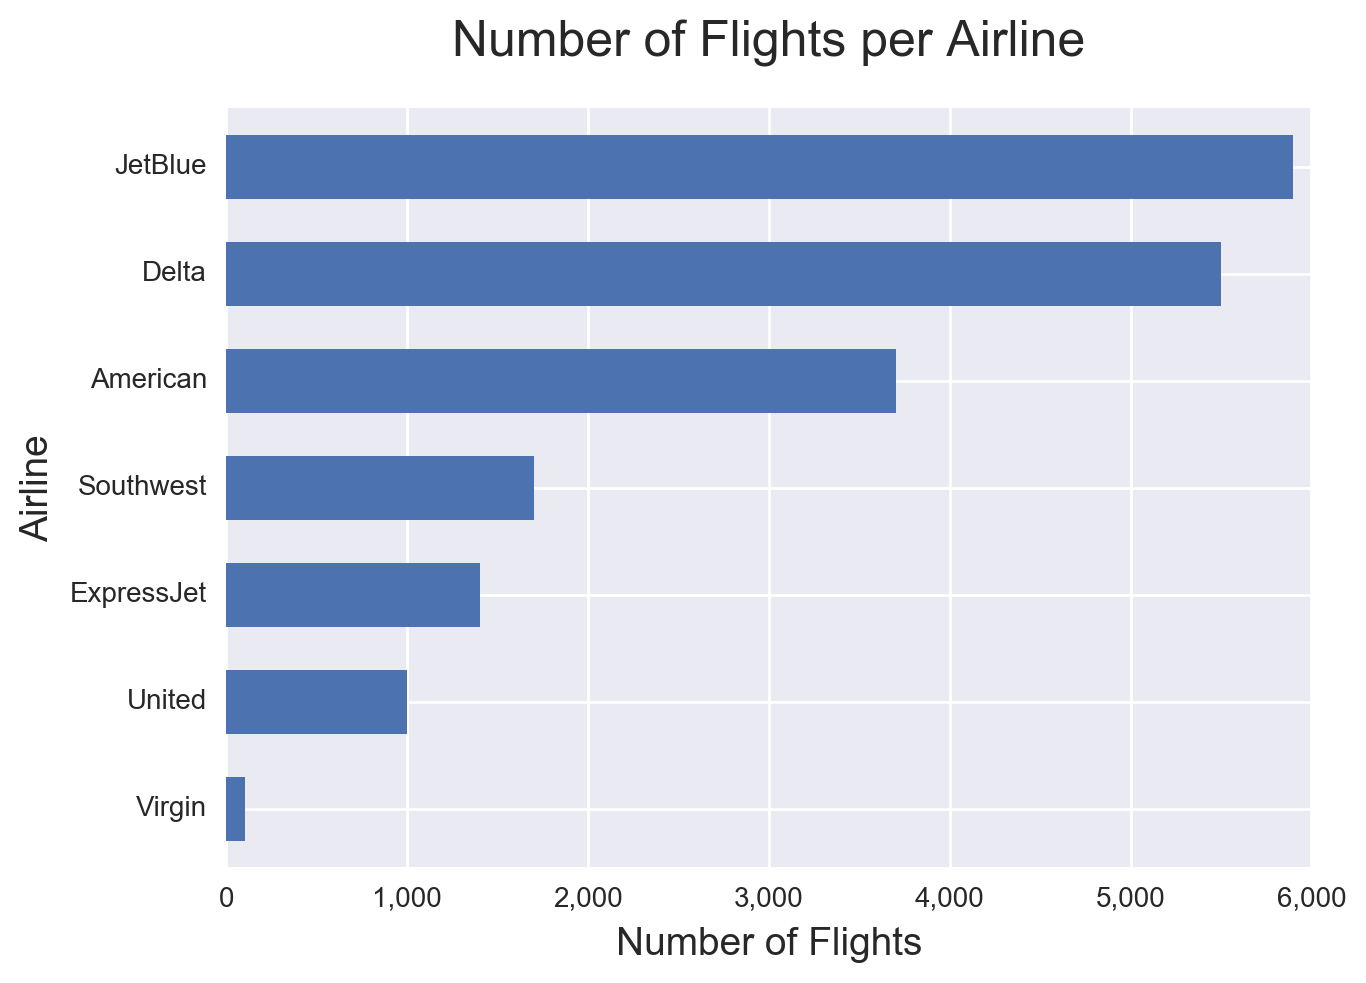 Number of Flights per Airline
JetBlue
Delta
American
Southwest
ExpressJet
United
Virgin
Airline
0 1,000 2,000 3,000 4,000 5,000 6,000
Number of Flights